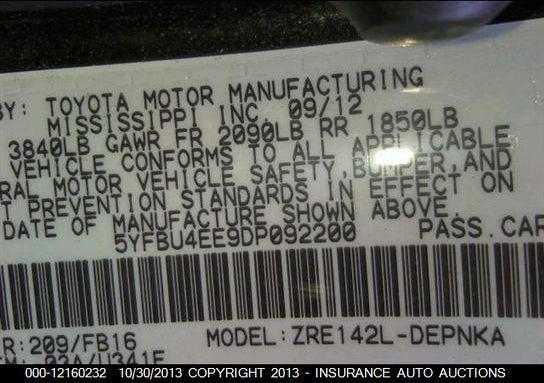 BY: TOYOTA MOTOR MANUFACTURING
MISSISSIPPI INC. 09/12
3840LB GAWR FR 2090LB RR 1850LB
VEHICLE CONFORMS TO ALL APPLICABLE
RAL MOTOR VEHICLE SAFETY, BUMPER, AND
T PREVENTION STANDARDS IN EFFECT ON
DATE OF MANUFACTURE SHOWN ABOVE.
5YFBU4EE9DP092200 PASS.CAR
R:209/FB16 MODEL:ZRE142L-DEPNKA
02A/U341E
000-12160232 10/30/2013 COPYRIGHT 2013 - INSURANCE AUTO AUCTIONS